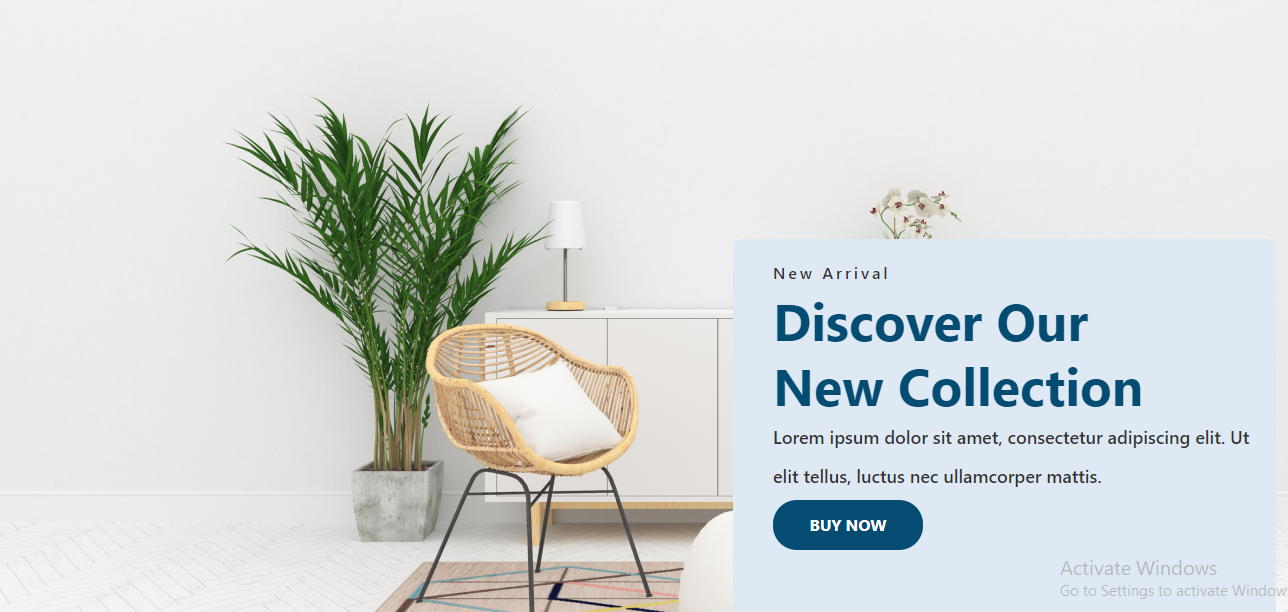 New Arrival
Discover Our
New Collection
Lorem ipsum dolor sit amet, consectetur adipiscing elit. Ut
elit tellus, luctus nec ullamcorper mattis.
BUY NOW
Activate Windows
Go to Settings to activate Window